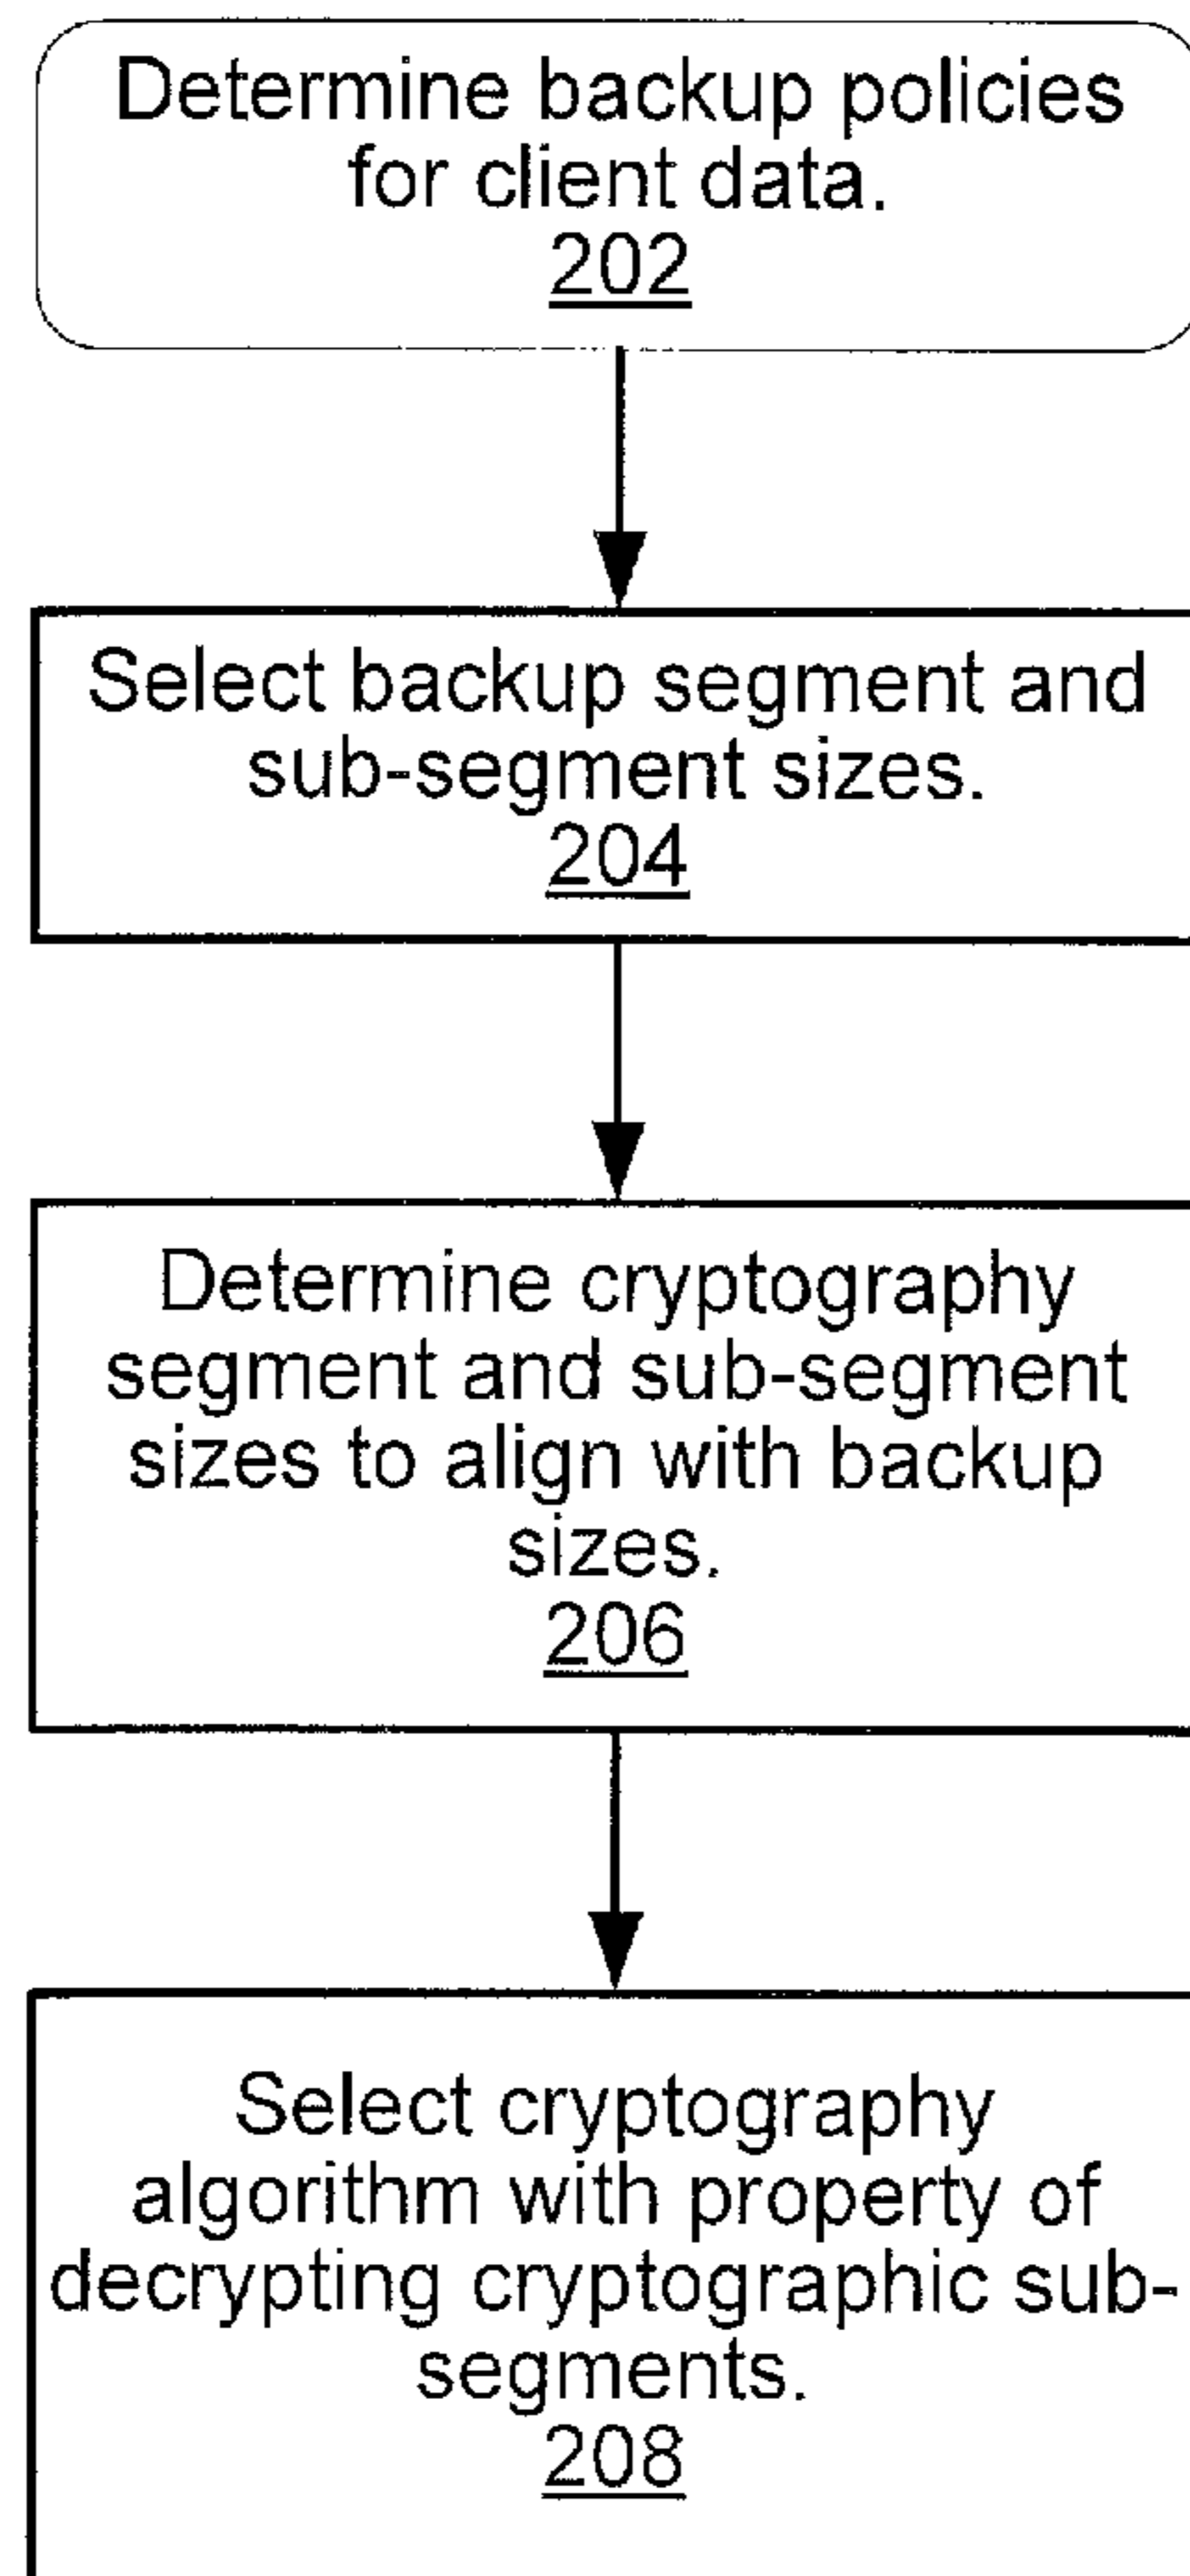 Determine backup policies
for client data.
202
Select backup segment and
sub-segment sizes.
204
Determine cryptography
segment and sub-segment
sizes to align with backup
sizes.
206
Select cryptography
algorithm with property of
decrypting cryptographic sub-
segments.
208